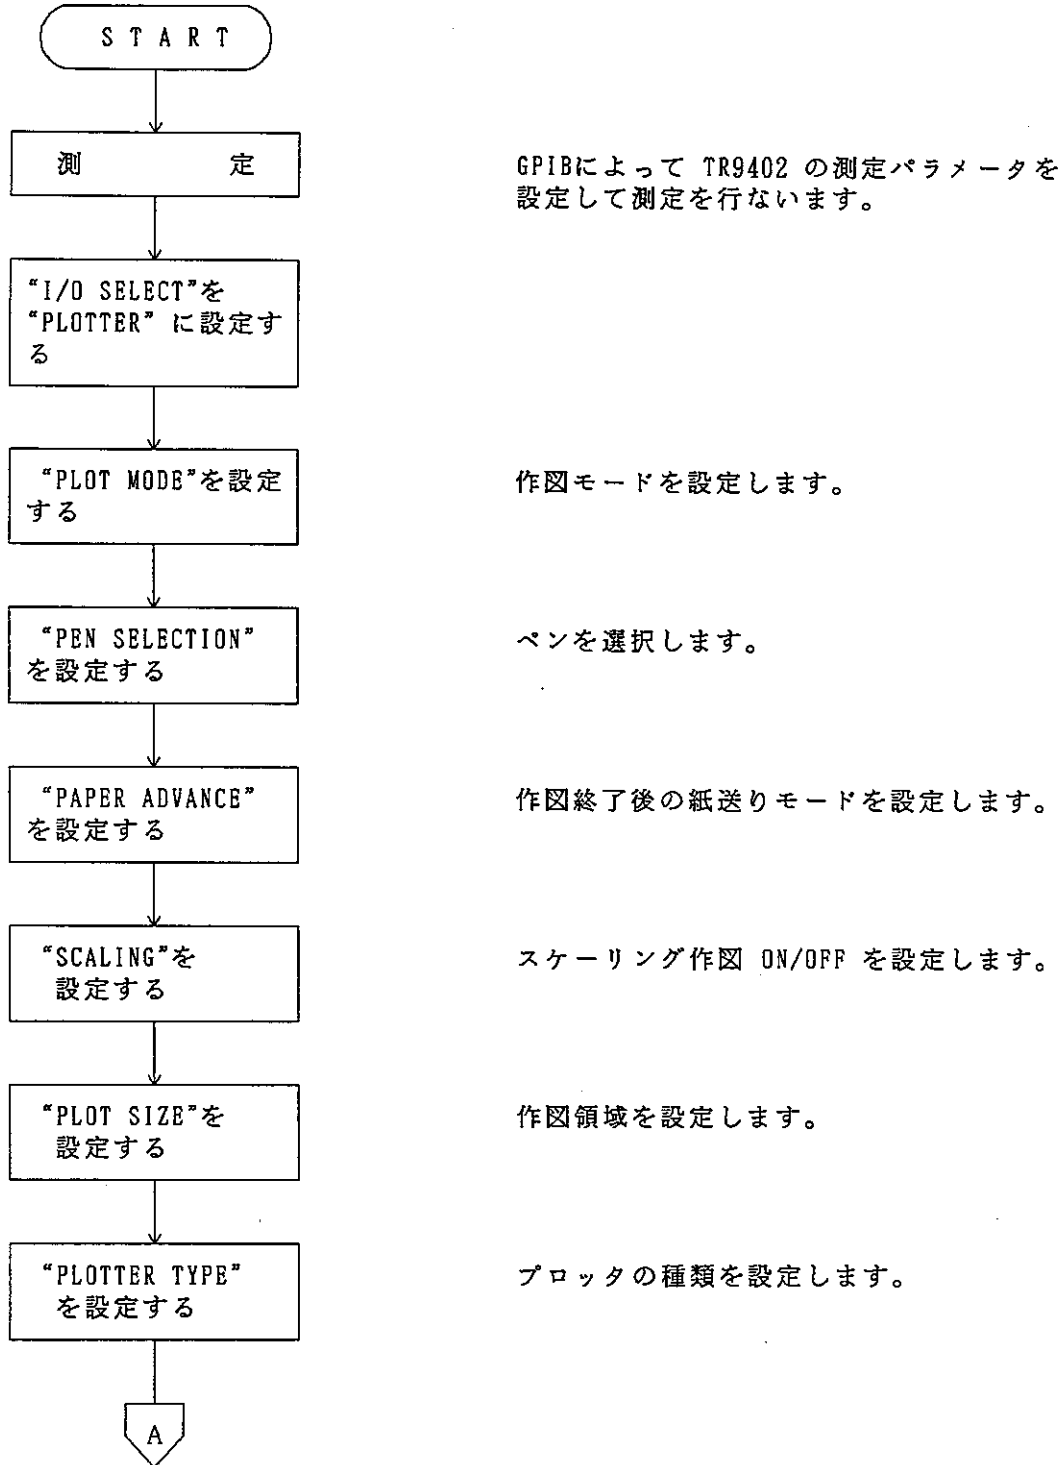 START
測 定
GPIBによって TR9402 の測定パラメータを
設定して測定を行ないます。
“I/O SELECT”を
“PLOTTER” に設定す
る
“PLOT MODE”を設定
する
作図モードを設定します。
“PEN SELECTION”
を設定する
ペンを選択します。
“PAPER ADVANCE”
を設定する
作図終了後の紙送りモードを設定します。
“SCALING”を
設定する
スケーリング作図 ON/OFF を設定します。
“PLOT SIZE”を
設定する
作図領域を設定します。
“PLOTTER TYPE”
を設定する
プロッタの種類を設定します。
A